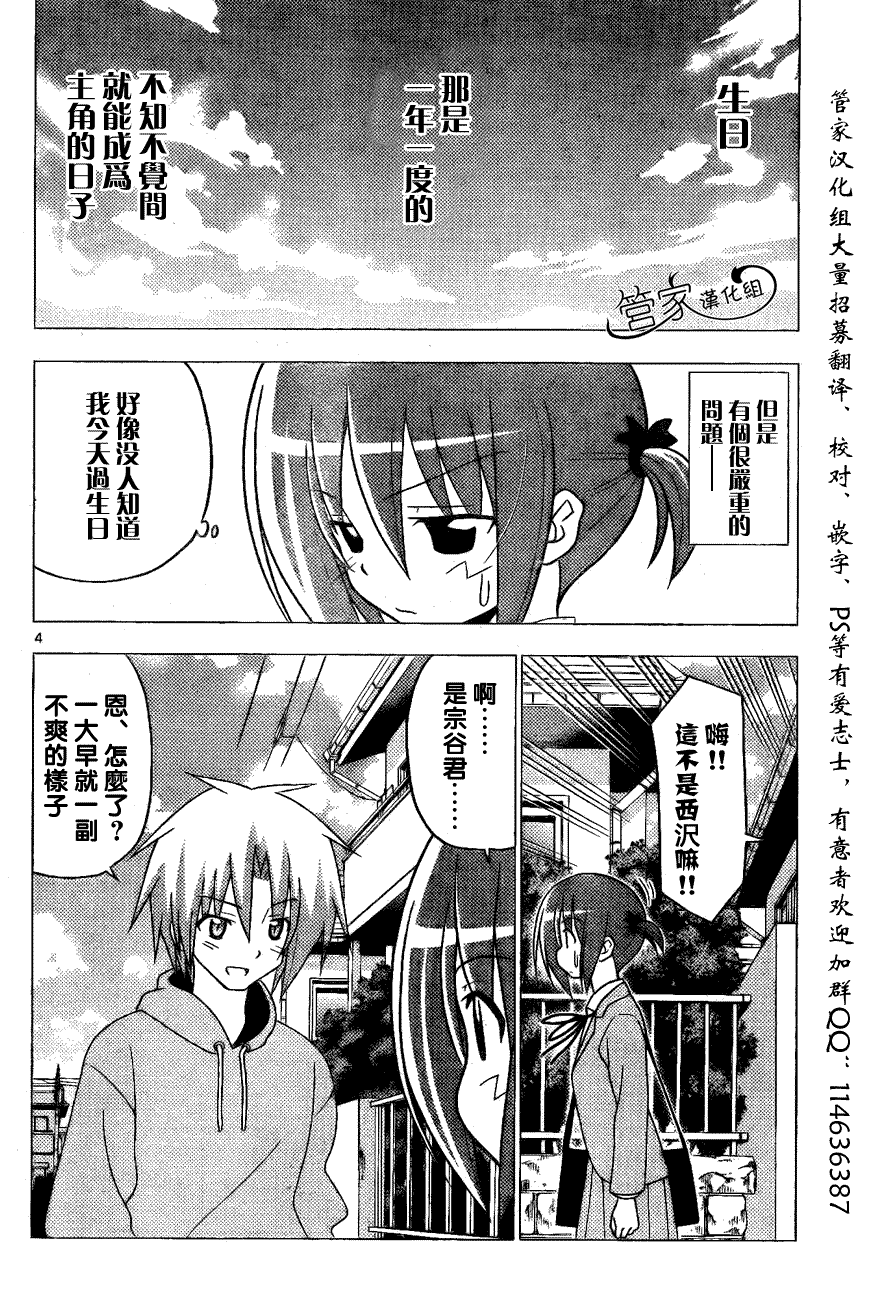 生日
那是
一年一度的
不知不覺間
就能成爲
主角的日子
管家漢化組
但是
有個很嚴重的
問題——
好像没人知道
我今天過生日
4
嗨!!
這不是西沢嘛!!
啊……
是宗谷君……
恩、怎麼了?
一大早就一副
不爽的樣子
管家汉化组大量招募翻译、校对、嵌字、PS等有爱志士，有意者欢迎加群QQ：114636387